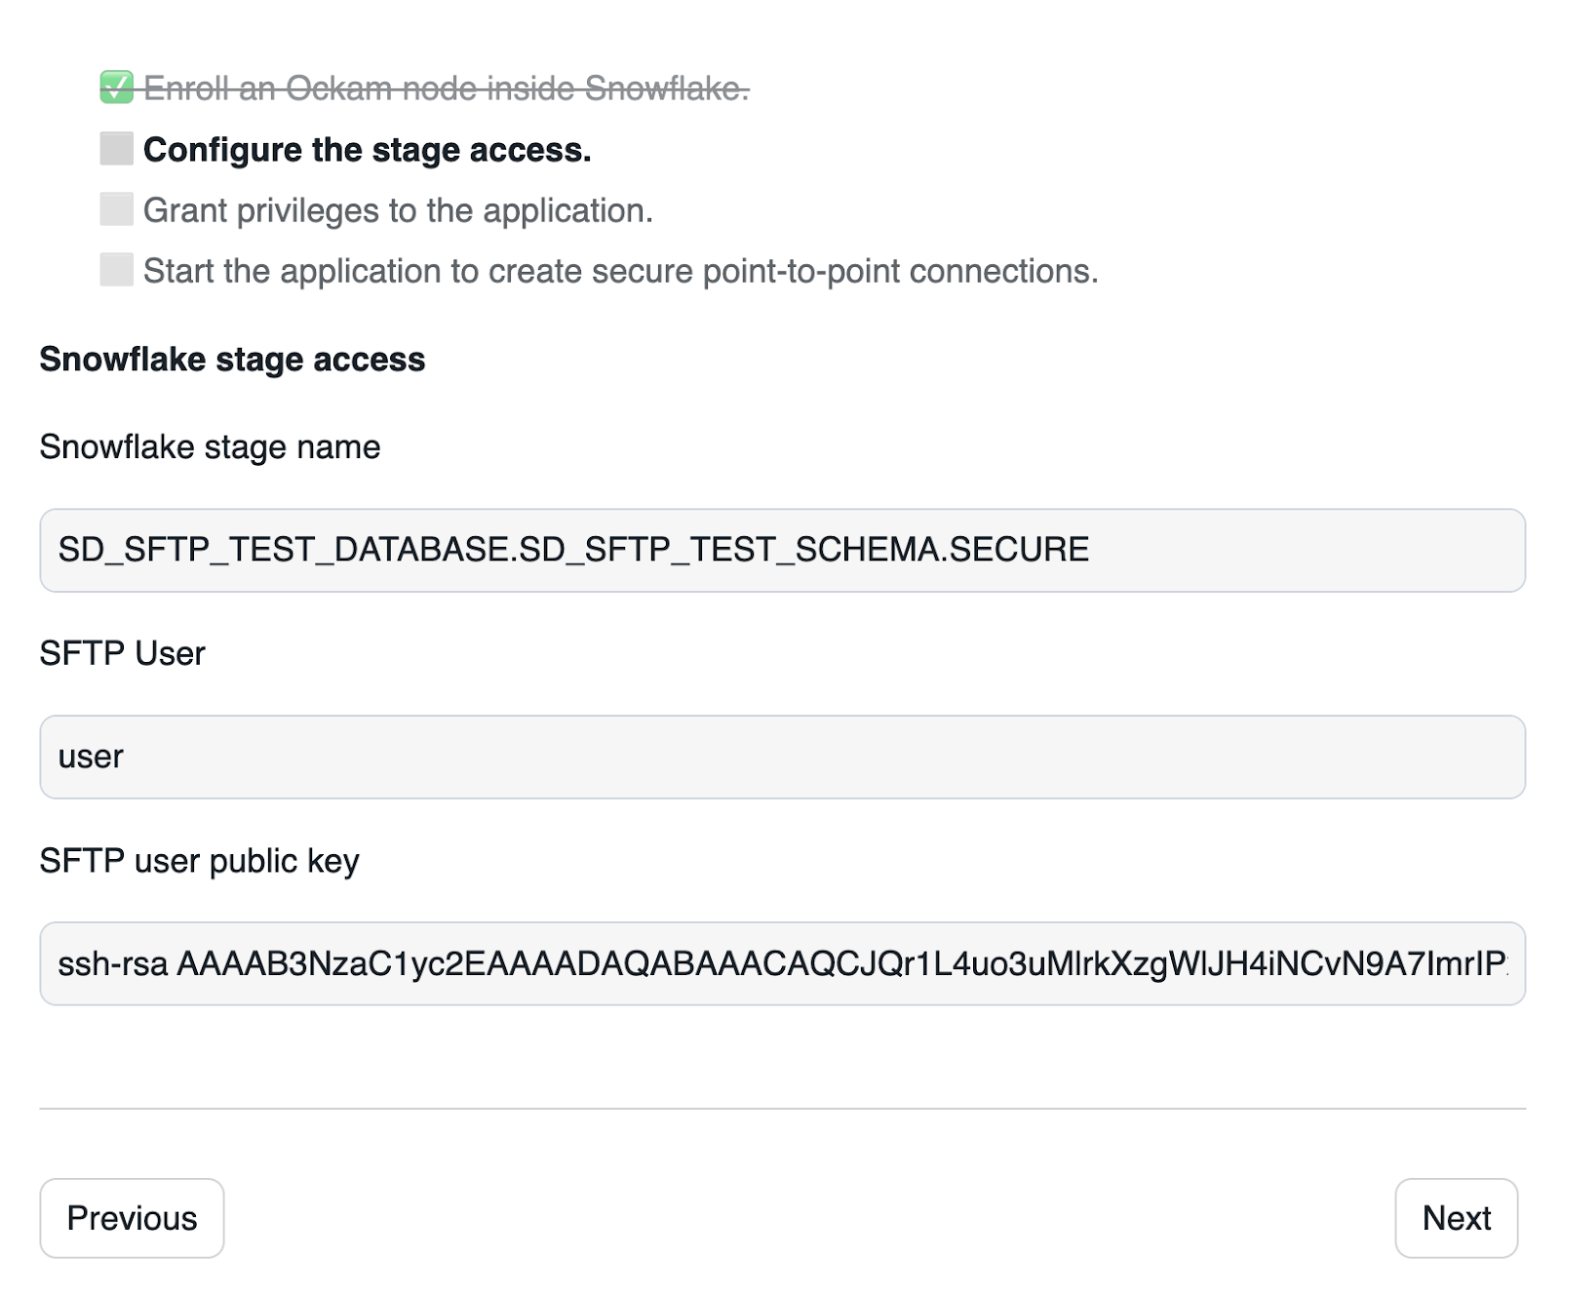 Enroll an Ockam node inside Snowflake.
Configure the stage access.
Grant privileges to the application.
Start the application to create secure point-to-point connections.
Snowflake stage access
Snowflake stage name
SD_SFTP_TEST_DATABASE.SD_SFTP_TEST_SCHEMA.SECURE
SFTP User
user
SFTP user public key
ssh-rsa AAAAB3NzaC1yc2EAAAADAQABAAACAQCJQr1L4uo3uMlrkXzgWlJH4iNCvN9A7ImrIP
Previous
Next